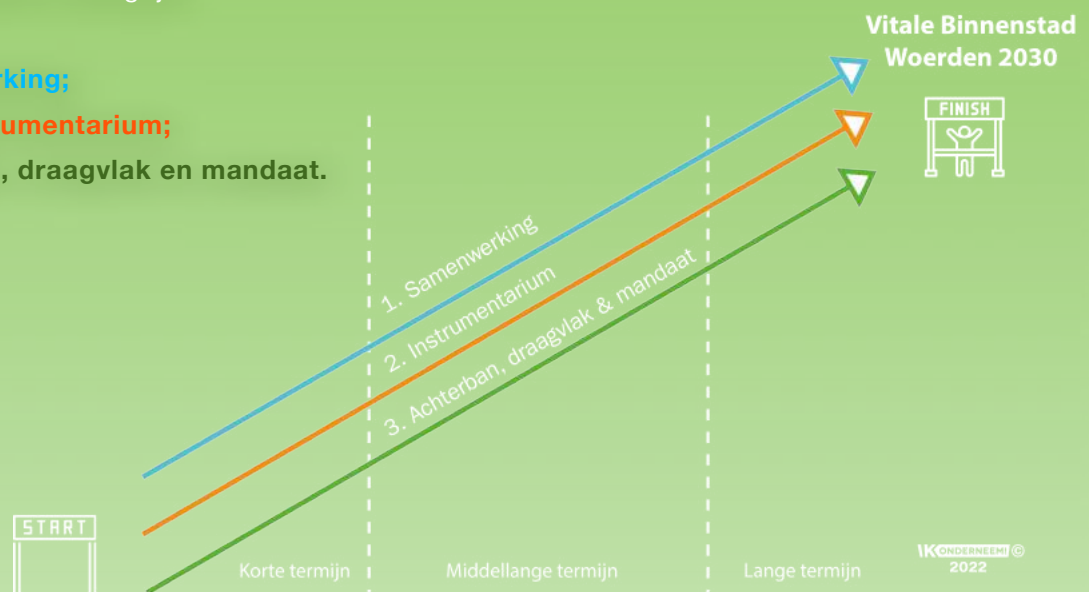 Vitale Binnenstad
Woerden 2030
FINISH
rking;
umentarium;
, draagvlak en mandaat.
1. Samenwerking
2. Instrumentarium
3. Achterban, draagvlak & mandaat
START
Korte termijn
Middellange termijn
Lange termijn
IKONDERNEEM! ©
2022